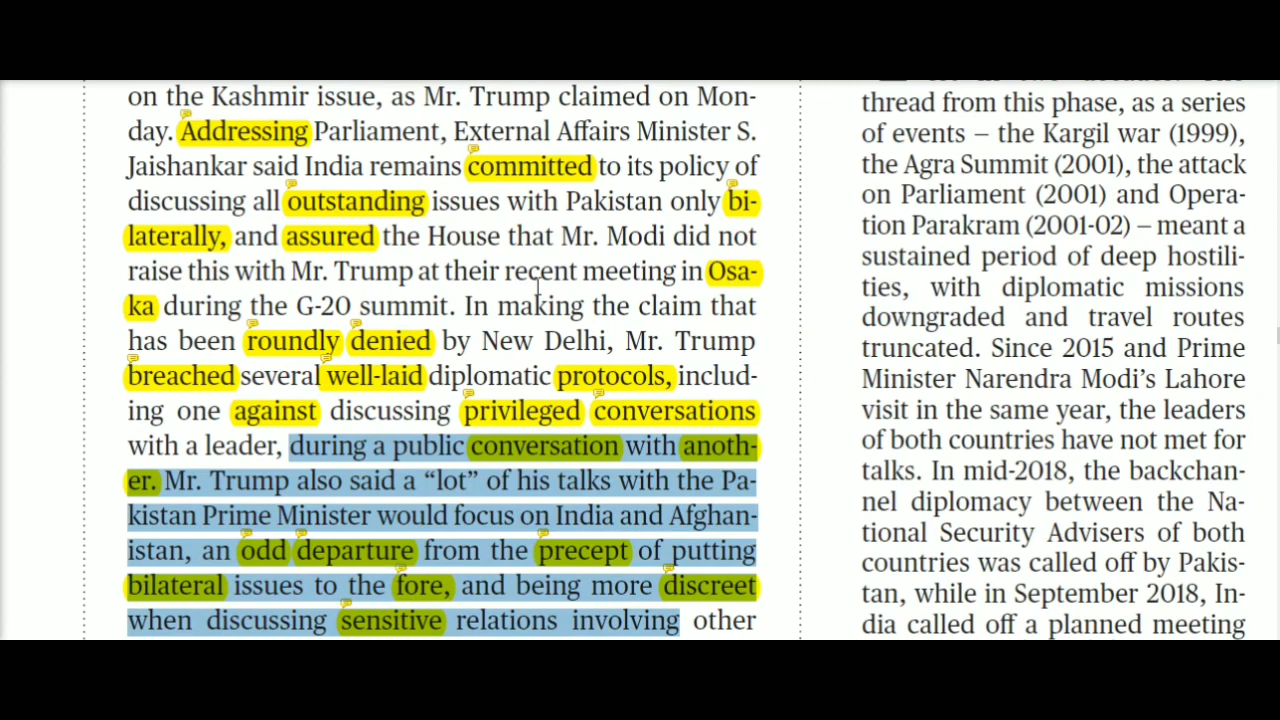 on the Kashmir issue, as Mr. Trump claimed on Mon-
day. Addressing Parliament, External Affairs Minister S.
Jaishankar said India remains committed to its policy of
discussing all outstanding issues with Pakistan only bi-
laterally, and assured the House that Mr. Modi did not
raise this with Mr. Trump at their recent meeting in Osa-
ka during the G-20 summit. In making the claim that
has been roundly denied by New Delhi, Mr. Trump
breached several well-laid diplomatic protocols, includ-
ing one against discussing privileged conversations
with a leader, during a public conversation with anoth-
er. Mr. Trump also said a “lot” of his talks with the Pa-
kistan Prime Minister would focus on India and Afghan-
istan, an odd departure from the precept of putting
bilateral issues to the fore, and being more discreet
when discussing sensitive relations involving other
thread from this phase, as a series
of events – the Kargil war (1999),
the Agra Summit (2001), the attack
on Parliament (2001) and Opera-
tion Parakram (2001-02) – meant a
sustained period of deep hostili-
ties, with diplomatic missions
downgraded and travel routes
truncated. Since 2015 and Prime
Minister Narendra Modi’s Lahore
visit in the same year, the leaders
of both countries have not met for
talks. In mid-2018, the backchan-
nel diplomacy between the Na-
tional Security Advisers of both
countries was called off by Pakis-
tan, while in September 2018, In-
dia called off a planned meeting